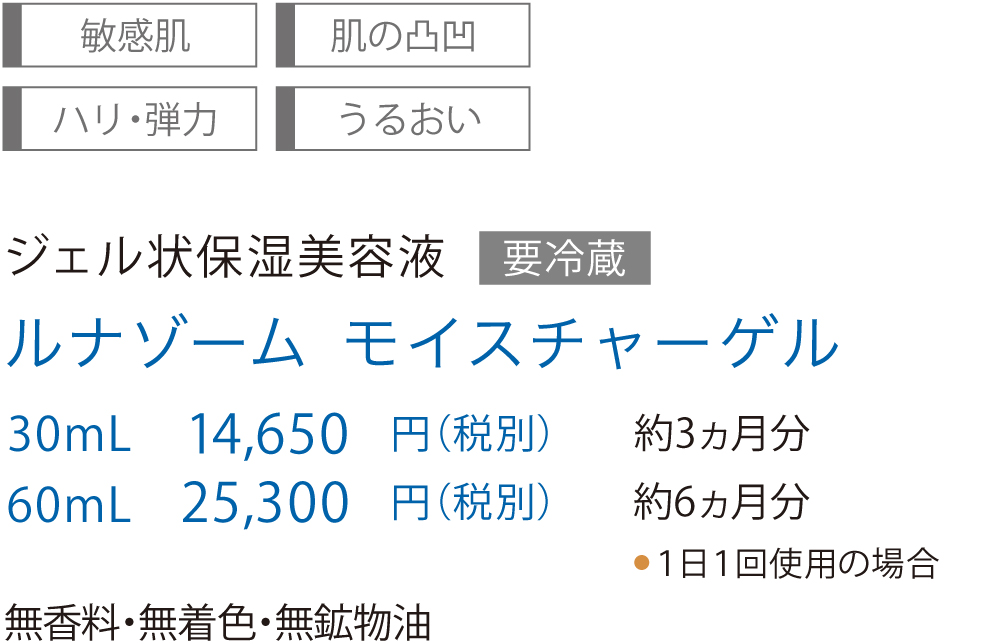 敏感肌 肌の凸凹
ハリ・弾力 うるおい
ジェル状保湿美容液 要冷蔵
ルナゾーム モイスチャーゲル
30mL 14,650 円（税別） 約3ヵ月分
60mL 25,300 円（税別） 約6ヵ月分
●1日1回使用の場合
無香料・無着色・無鉱物油